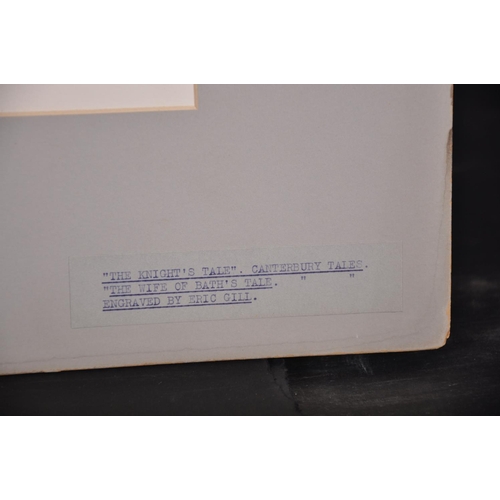 "THE KNIGHT'S TALE". CANTERBURY TALES.
"THE WIFE OF BATH'S TALE. " "
ENGRAVED BY ERIC GILL.